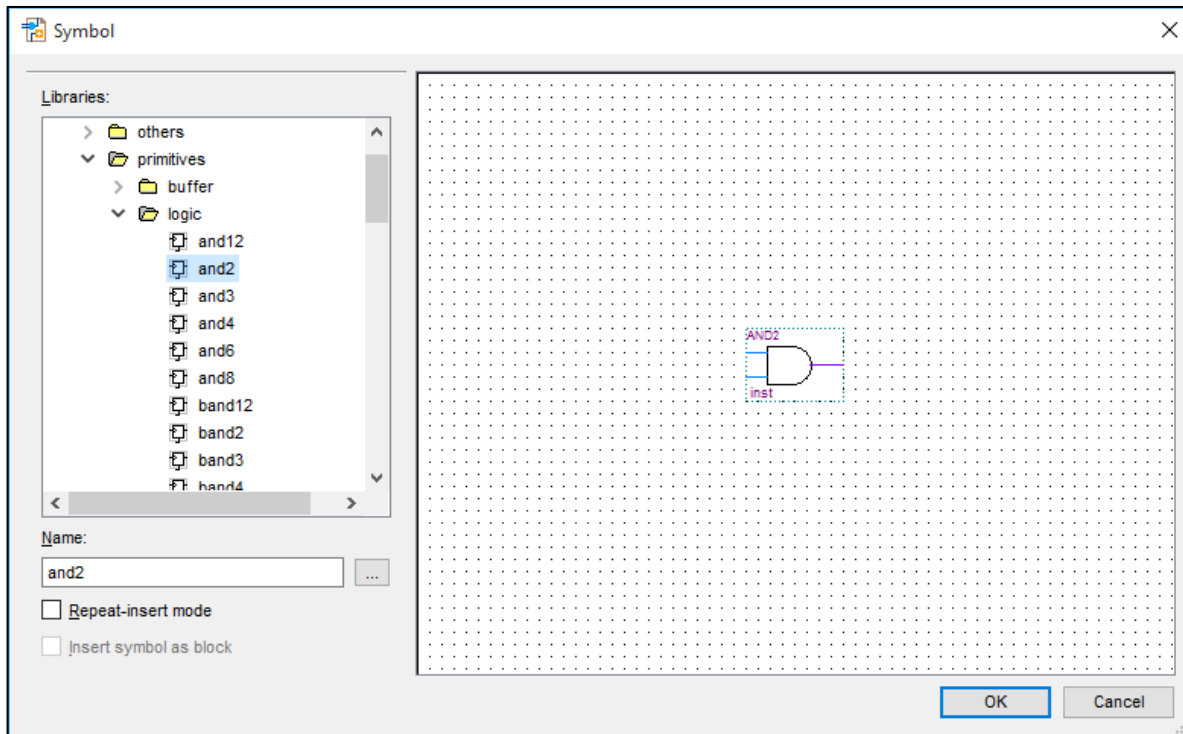 Symbol
Libraries:
others
primitives
buffer
logic
and12
and2
and3
and4
and6
and8
band12
band2
band3
band4
Name:
and2
...
Repeat-insert mode
Insert symbol as block
AND2
inst
OK
Cancel